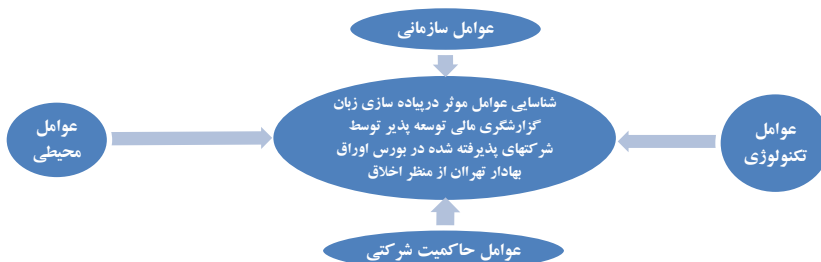 عوامل سازمانی
شناسایی عوامل موثر درپیاده سازی زبان
گزارشگری مالی توسعه پذیر توسط
شرکتهای پذیرفته شده در بورس اوراق
بهادار تهراان از منظر اخلاق
عوامل
تکنولوژی
عوامل
محیطی
عوامل حاکمیت شرکتی